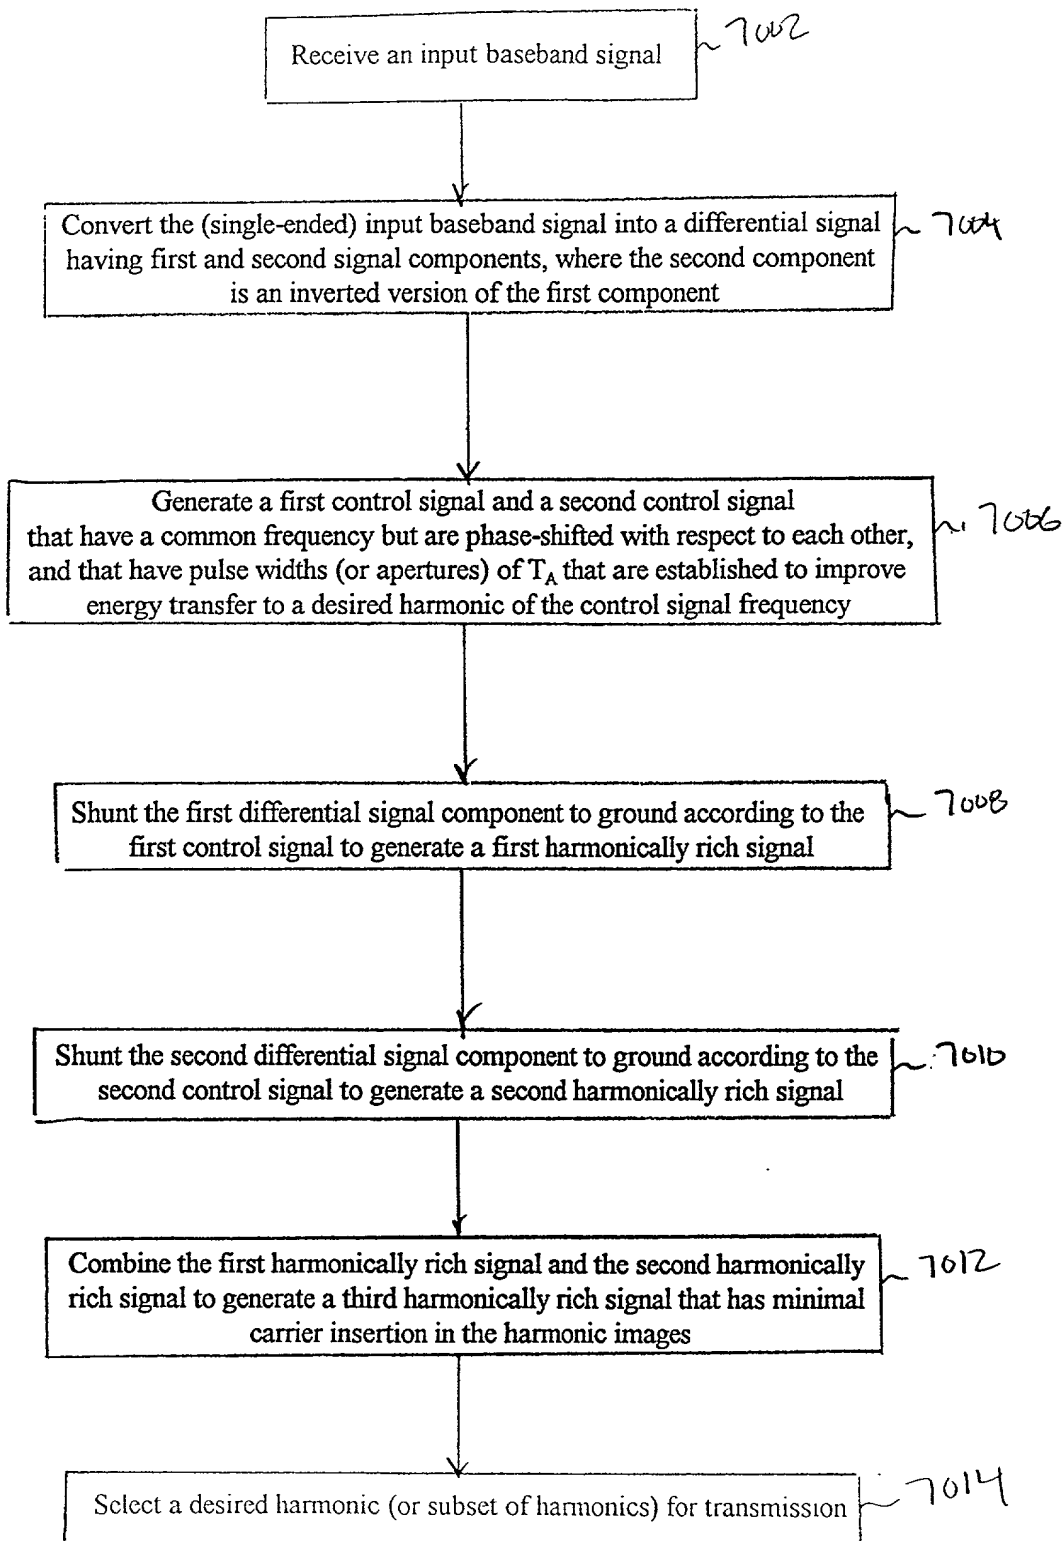 Receive an input baseband signal
7002
Convert the (single-ended) input baseband signal into a differential signal
having first and second signal components, where the second component
is an inverted version of the first component
7004
Generate a first control signal and a second control signal
that have a common frequency but are phase-shifted with respect to each other,
and that have pulse widths (or apertures) of T_A that are established to improve
energy transfer to a desired harmonic of the control signal frequency
7006
Shunt the first differential signal component to ground according to the
first control signal to generate a first harmonically rich signal
7008
Shunt the second differential signal component to ground according to the
second control signal to generate a second harmonically rich signal
7010
Combine the first harmonically rich signal and the second harmonically
rich signal to generate a third harmonically rich signal that has minimal
carrier insertion in the harmonic images
7012
Select a desired harmonic (or subset of harmonics) for transmission
7014